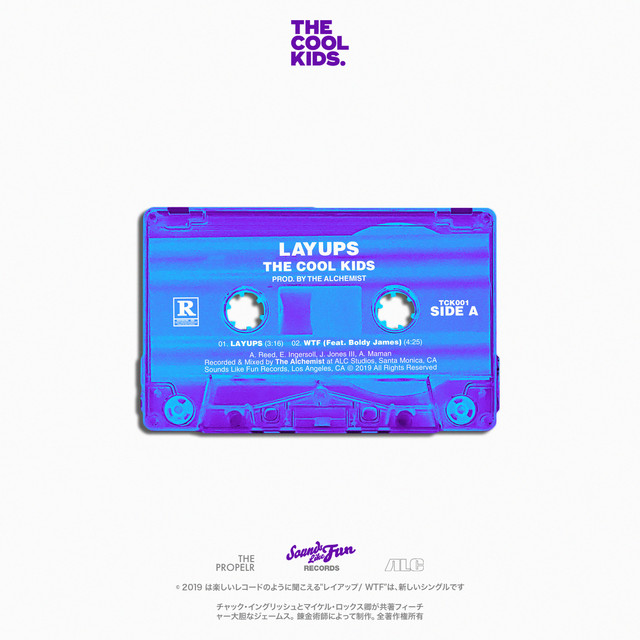 THE
COOL
KIDS.
LAYUPS
THE COOL KIDS
PROD. BY THE ALCHEMIST
R
TCK001
SIDE A
01. LAYUPS (3:16) 02. WTF (Feat. Boldy James) (4:25)
A. Reed, E. Ingersoll, J. Jones III, A. Maman
Recorded & Mixed by The Alchemist at ALC Studios, Santa Monica, CA
Sounds Like Fun Records, Los Angeles, CA © 2019 All Rights Reserved
THE
PROPELR
Sounds
Like Fun
RECORDS
ALC
© 2019 は楽しいレコードのように聞こえる"レイアップ/ WTF"は、新しいシングルです
チャック・イングリッシュとマイケル・ロックス卿が共著フィーチ
ャー大胆なジェームス。錬金術師によって制作。全著作権所有